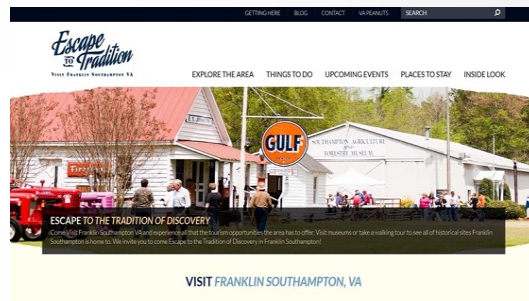 GETTING HERE BLOG CONTACT VA PEANUTS SEARCH
Escape
TO
Tradition
VISIT FRANKLIN SOUTHAMPTON VA
EXPLORE THE AREA THINGS TO DO UPCOMING EVENTS PLACES TO STAY INSIDE LOOK
GULF
SOUTHAMPTON AGRICULTURE
AND
FORESTRY MUSEUM
Firestone
ESCAPE TO THE TRADITION OF DISCOVERY
Come Visit Franklin Southampton VA and experience all that the tourism opportunities the area has to offer. Visit museums or take a walking tour to see all of historical sites Franklin
Southampton is home to. We invite you to come Escape to the Tradition of Discovery in Franklin Southampton!
VISIT FRANKLIN SOUTHAMPTON, VA